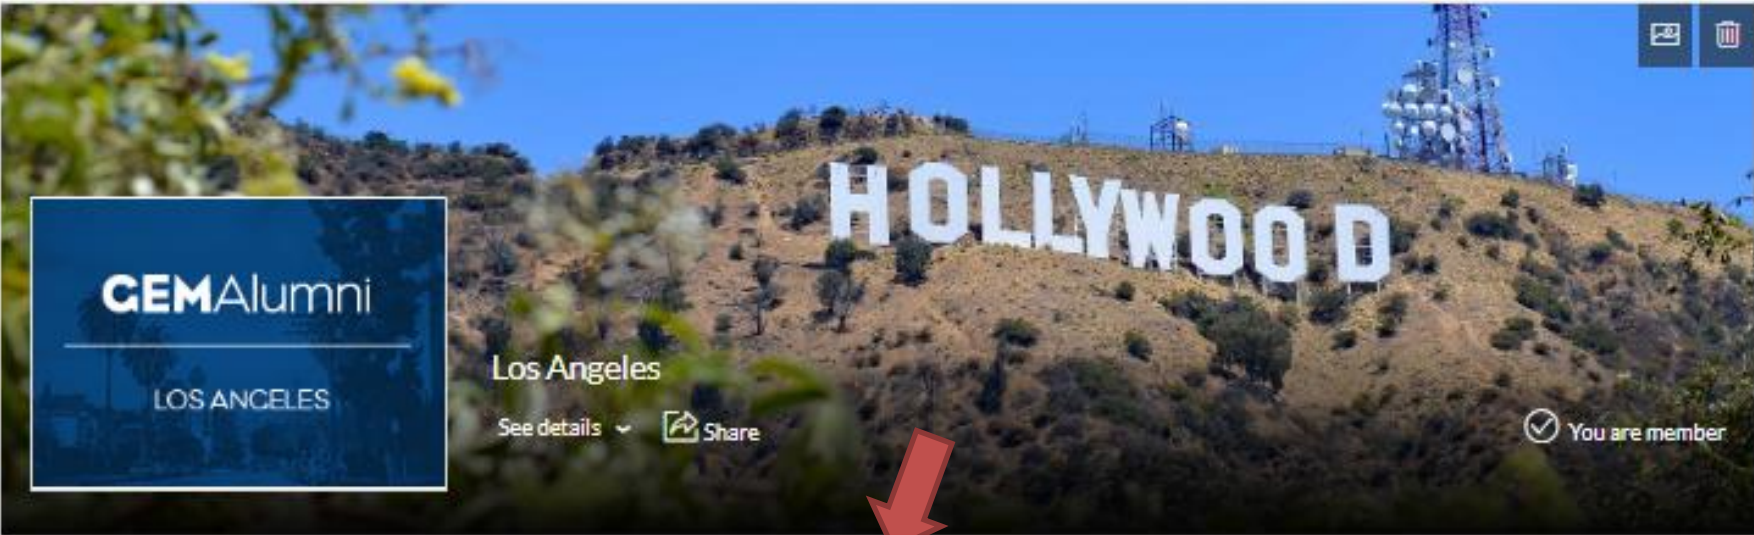 HOLLYWOOD
GEMAlumni
LOS ANGELES
Los Angeles
See details
Share
You are member